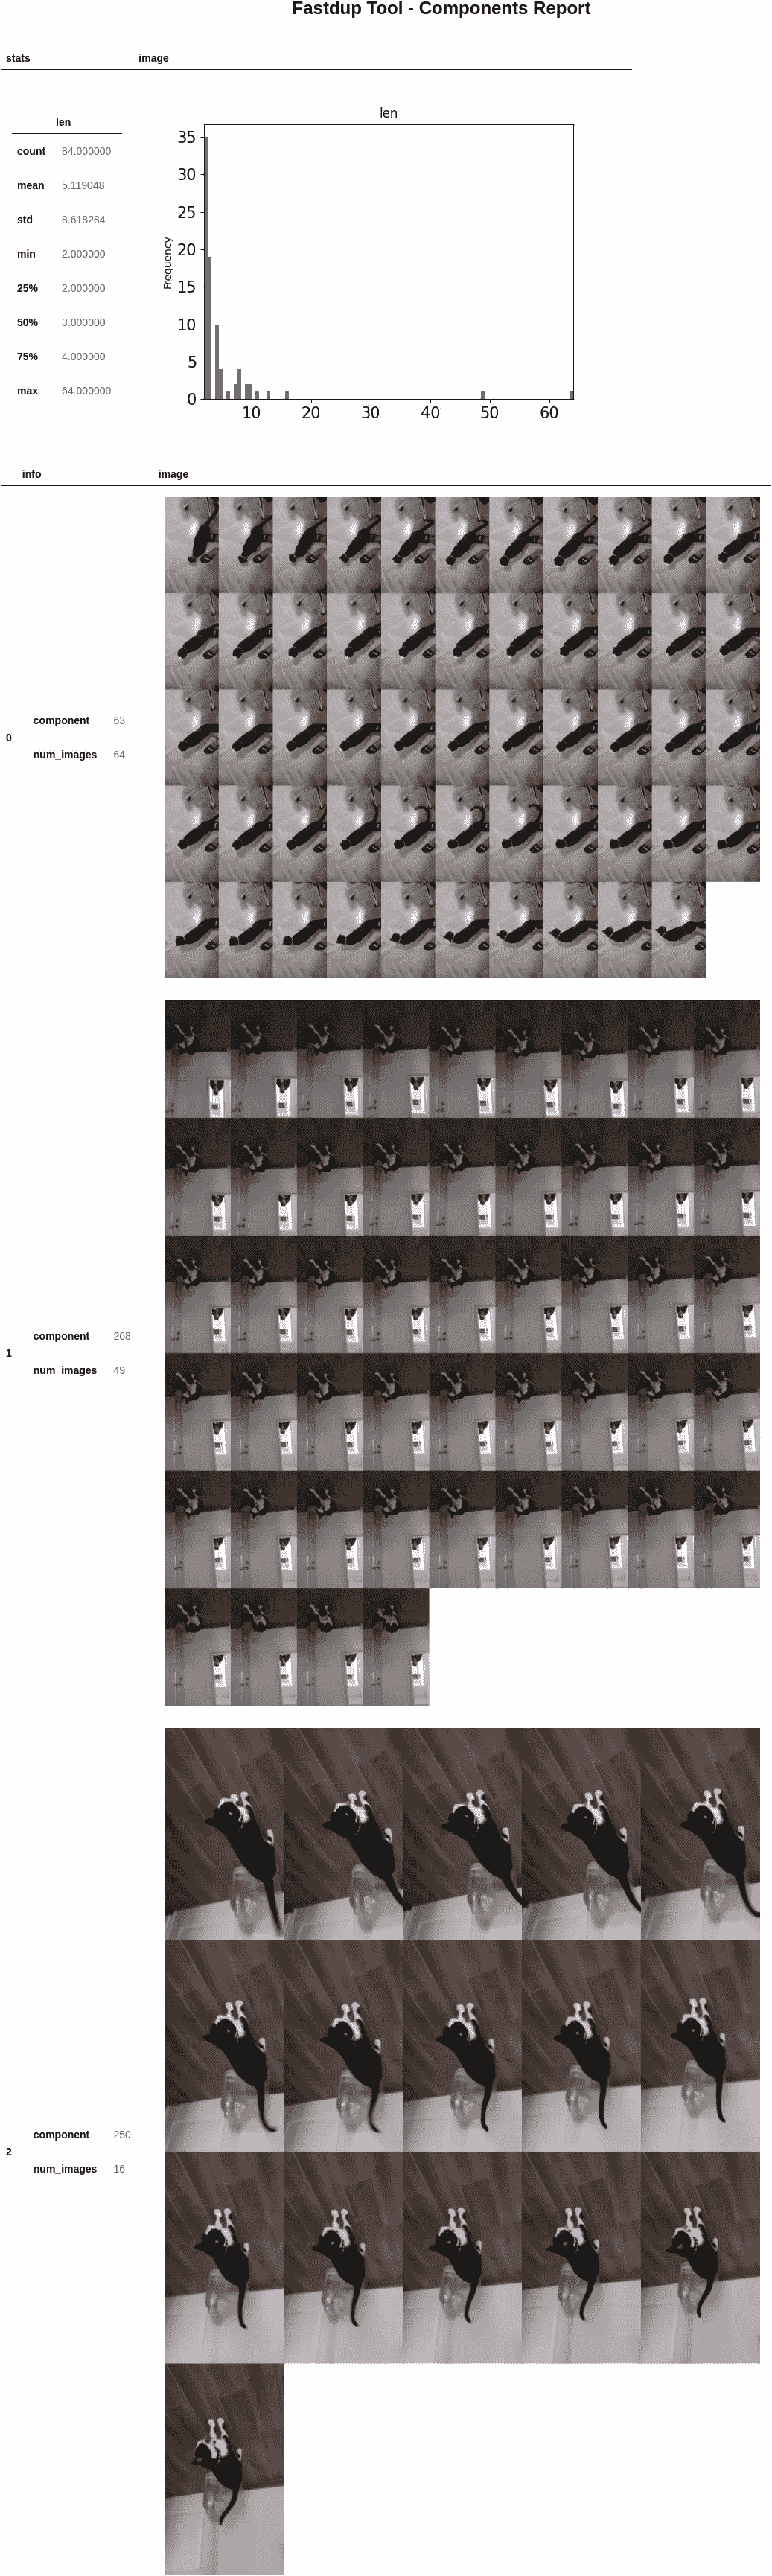 Fastdup Tool - Components Report
stats image
len
count 84.000000
mean 5.119048
std 8.618284
min 2.000000
25% 2.000000
50% 3.000000
75% 4.000000
max 64.000000
len
Frequency
35
30
25
20
15
10
5
0
10 20 30 40 50 60
info image
0
component 63
num_images 64
1
component 268
num_images 49
2
component 250
num_images 16